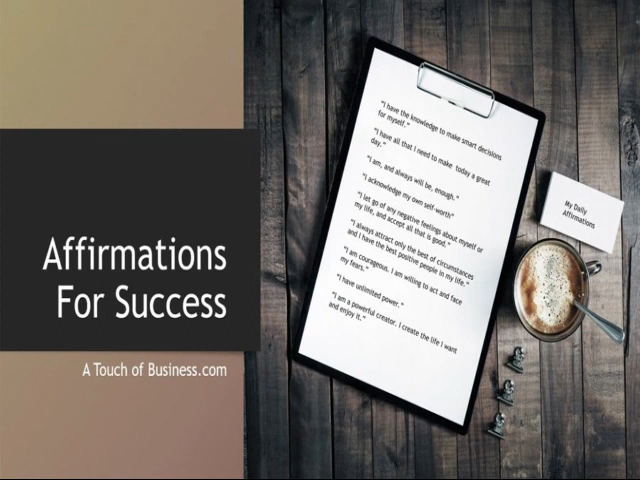 Affirmations
For Success
A Touch of Business.com
"I have the knowledge to make smart decisions
for myself."
"I have all that I need to make today a great
day."
"I am, and always will be, enough."
"I acknowledge my own self-worth"
"I let go of any negative feelings about myself or
my life, and accept all that is good."
"I always attract only the best of circumstances
and I have the best positive people in my life."
"I am courageous. I am willing to act and face
my fears."
"I have unlimited power."
"I am a powerful creator. I create the life I want
and enjoy it."
My Daily
Affirmations